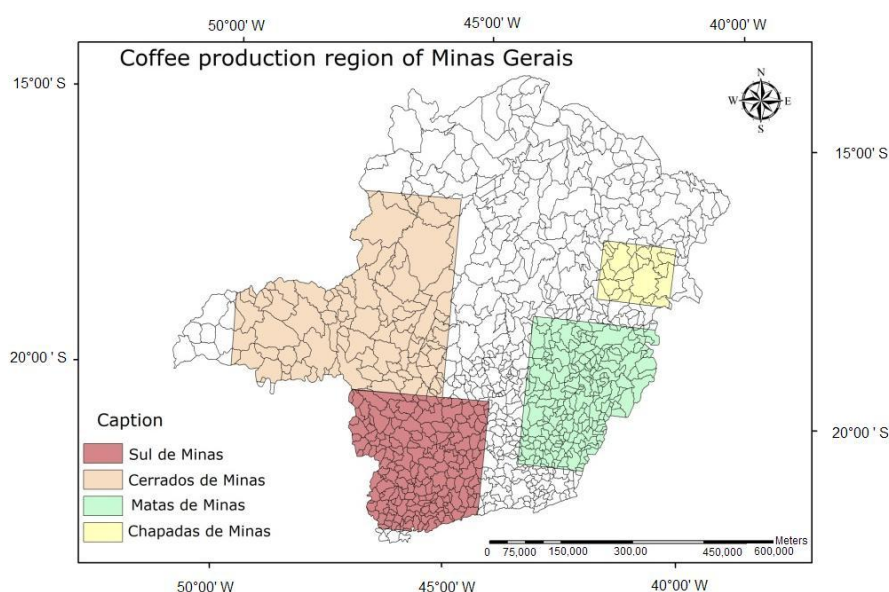 50°00' W 45°00' W 40°00' W
Coffee production region of Minas Gerais
15°00' S
N
W E
S
15°00' S
20°00' S
Caption
20°00' S
Sul de Minas
Cerrados de Minas
Matas de Minas
Chapadas de Minas
Meters
0 75,000 150,000 300,00 450,000 600,000
50°00' W 45°00' W 40°00' W